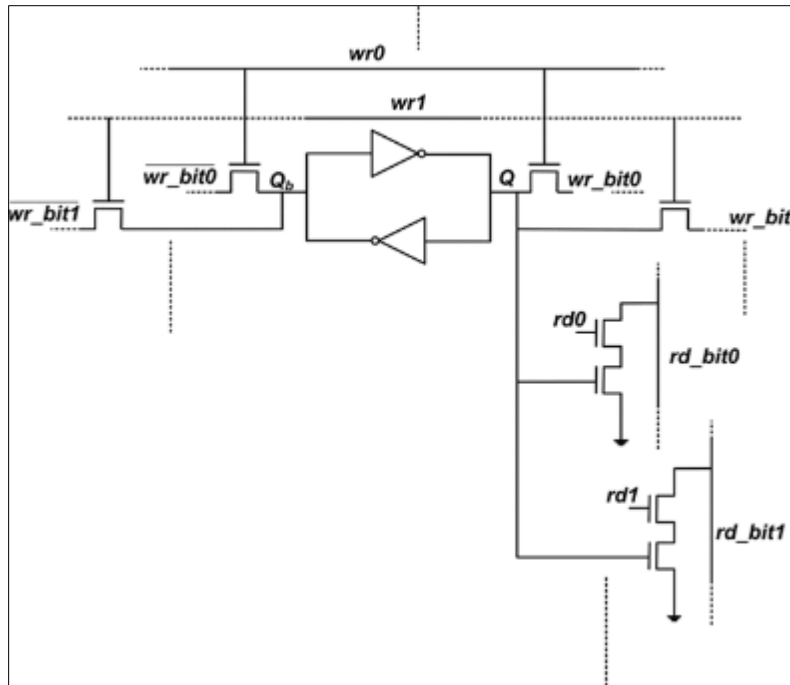 wr0
wr1
wr_bit0 Qb Q wr_bit0
wr_bit1 wr_bit
rd0
rd_bit0
rd1
rd_bit1